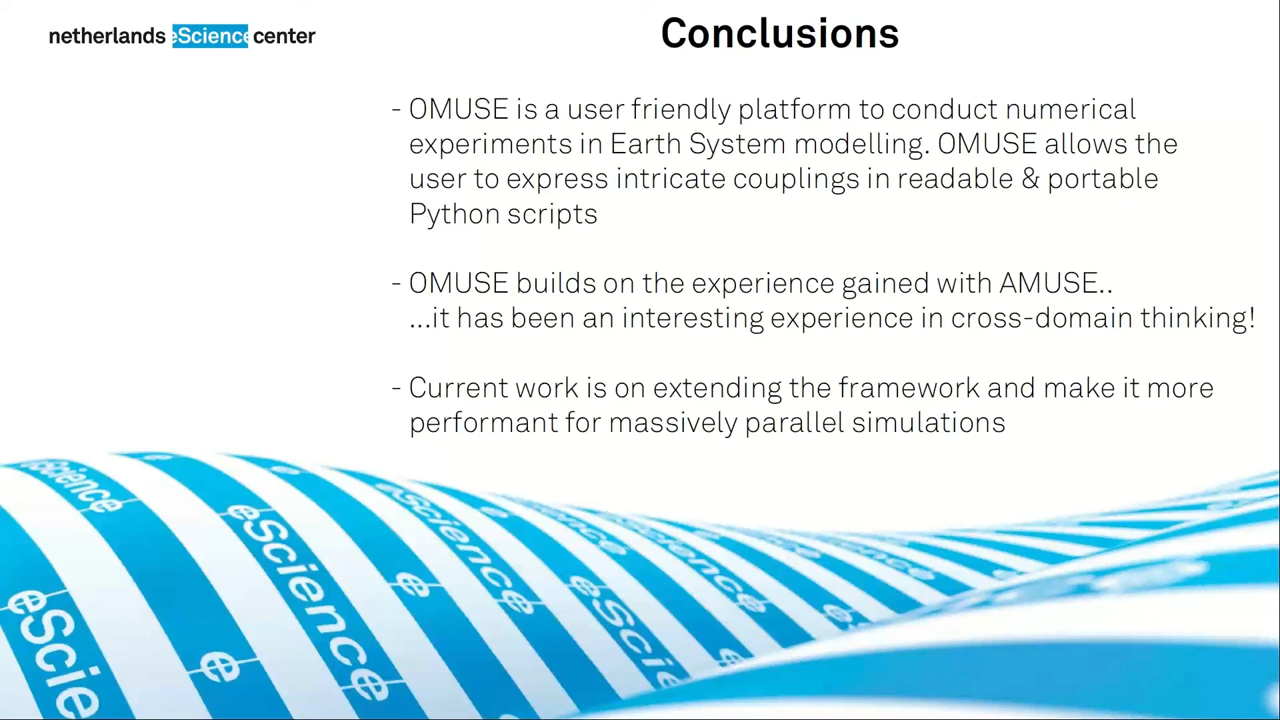 netherlands eScience center
Conclusions
- OMUSE is a user friendly platform to conduct numerical
experiments in Earth System modelling. OMUSE allows the
user to express intricate couplings in readable & portable
Python scripts
- OMUSE builds on the experience gained with AMUSE..
...it has been an interesting experience in cross-domain thinking!
- Current work is on extending the framework and make it more
performant for massively parallel simulations
eScience
eScience
eScience
eScie
eScie